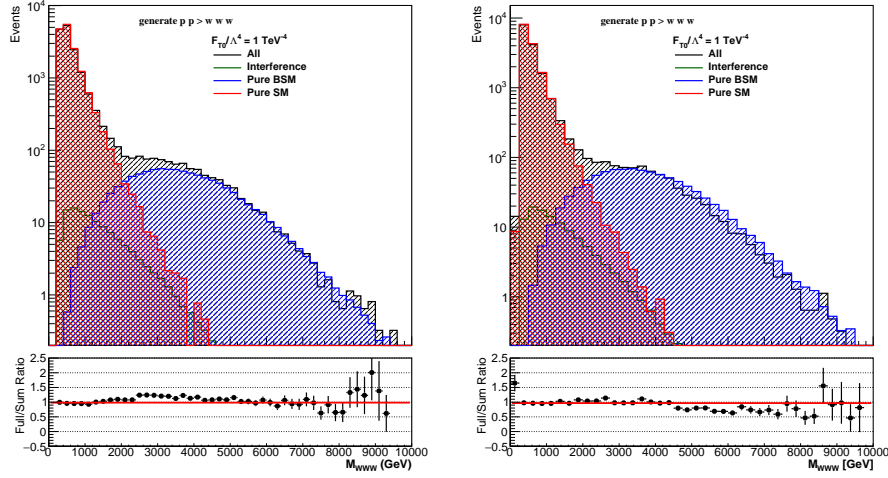 Events
generate p p > w w w
F_T0/Λ^4 = 1 TeV^-4
All
Interference
Pure BSM
Pure SM
10^4
10^3
10^2
10
1
Full/Sum Ratio
2.5
2
1.5
1
0.5
0
−0.5
0 1000 2000 3000 4000 5000 6000 7000 8000 9000 10000
M_WWW (GeV)
Events
generate p p > w w w
F_T0/Λ^4 = 1 TeV^-4
All
Interference
Pure BSM
Pure SM
10^4
10^3
10^2
10
1
Full/Sum Ratio
2.5
2
1.5
1
0.5
0
−0.5
0 1000 2000 3000 4000 5000 6000 7000 8000 9000 10000
M_WWW [GeV]